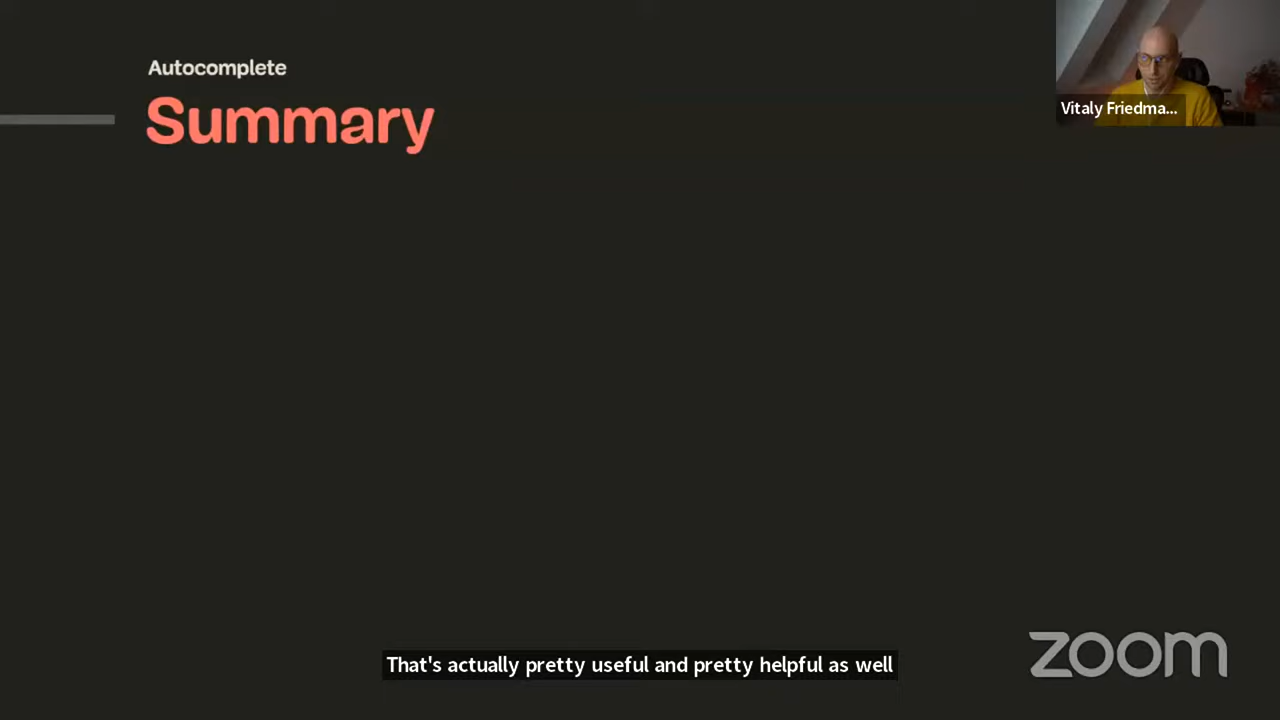 Autocomplete
Summary
Vitaly Friedma...
That's actually pretty useful and pretty helpful as well
zoom